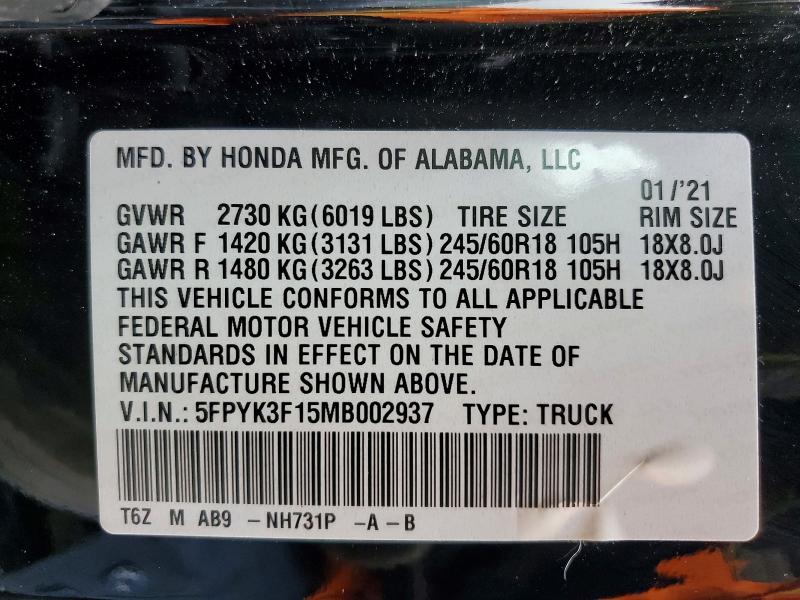 MFD. BY HONDA MFG. OF ALABAMA, LLC
01/'21
GVWR 2730 KG(6019 LBS) TIRE SIZE RIM SIZE
GAWR F 1420 KG(3131 LBS) 245/60R18 105H 18X8.0J
GAWR R 1480 KG(3263 LBS) 245/60R18 105H 18X8.0J
THIS VEHICLE CONFORMS TO ALL APPLICABLE
FEDERAL MOTOR VEHICLE SAFETY
STANDARDS IN EFFECT ON THE DATE OF
MANUFACTURE SHOWN ABOVE.
V.I.N.: 5FPYK3F15MB002937 TYPE: TRUCK
T6Z M AB9 -NH731P -A -B